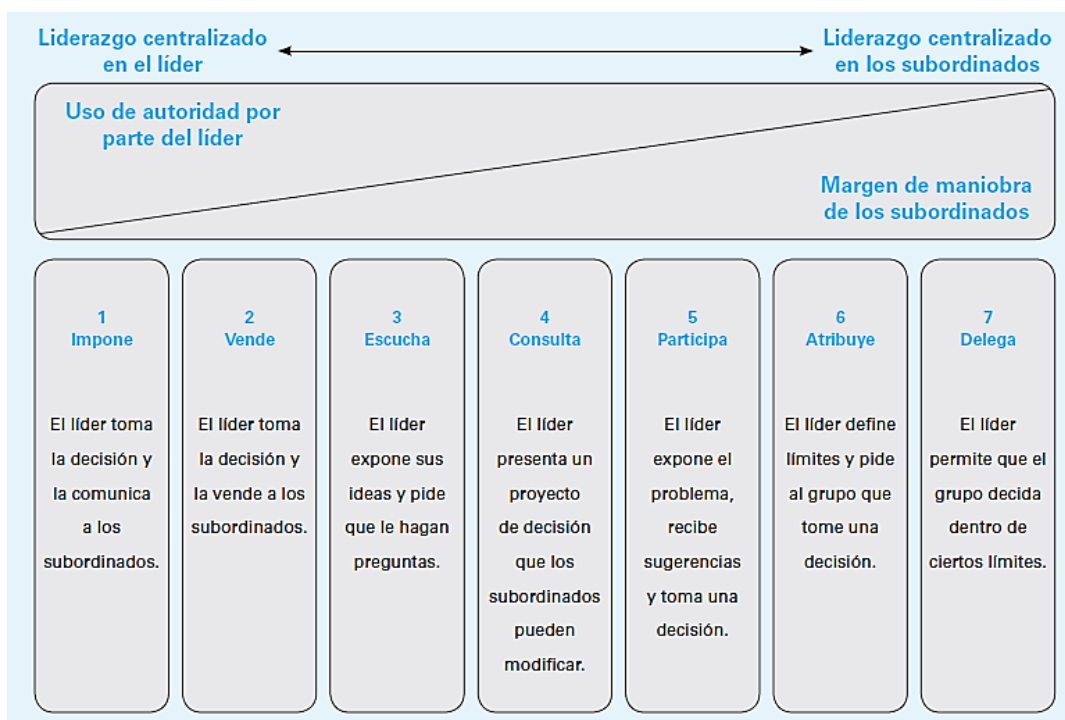 Liderazgo centralizado
en el líder
Liderazgo centralizado
en los subordinados
Uso de autoridad por
parte del líder
Margen de maniobra
de los subordinados
1
Impone
El líder toma
la decisión y
la comunica
a los
subordinados.
2
Vende
El líder toma
la decisión y
la vende a los
subordinados.
3
Escucha
El líder
expone sus
ideas y pide
que le hagan
preguntas.
4
Consulta
El líder
presenta un
proyecto
de decisión
que los
subordinados
pueden
modificar.
5
Participa
El líder
expone el
problema,
recibe
sugerencias
y toma una
decisión.
6
Atribuye
El líder define
límites y pide
al grupo que
tome una
decisión.
7
Delega
El líder
permite que el
grupo decida
dentro de
ciertos límites.